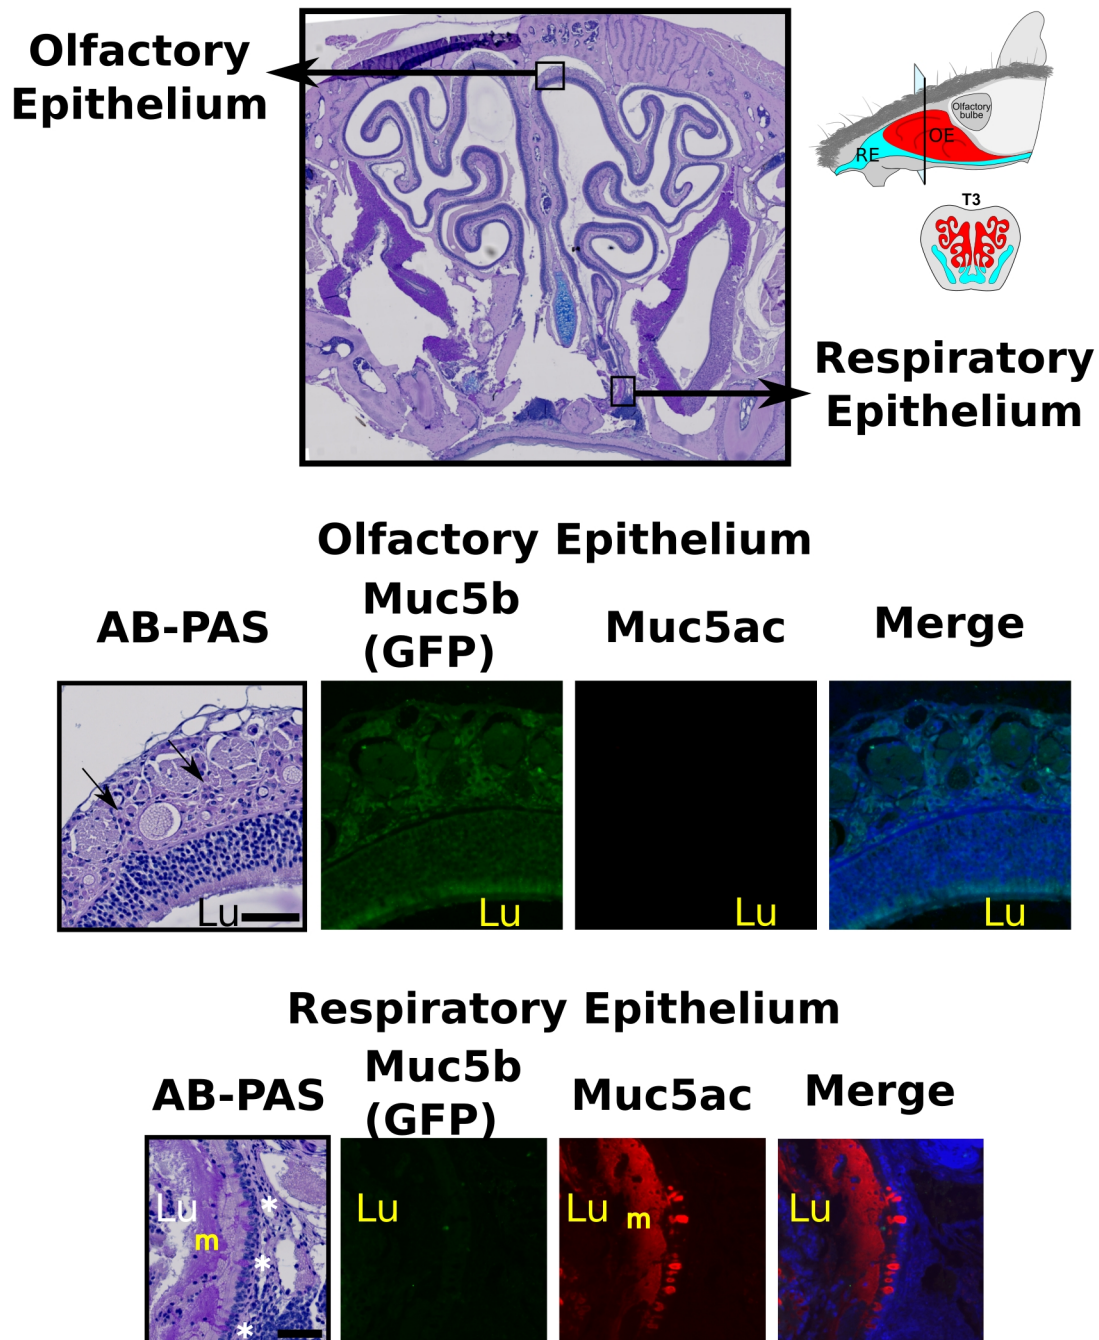 Olfactory
Epithelium
Olfactory
bulbe
OE
RE
T3
Respiratory
Epithelium
Olfactory Epithelium
AB-PAS
Muc5b
(GFP)
Muc5ac
Merge
Lu
Lu
Lu
Lu
Respiratory Epithelium
AB-PAS
Muc5b
(GFP)
Muc5ac
Merge
Lu
m
*
*
*
Lu
Lu
m
Lu